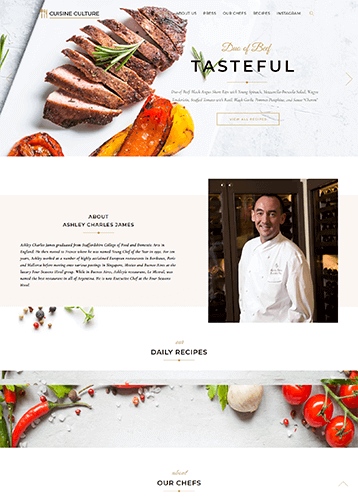 CUISINE CULTURE
ABOUT US PRESS OUR CHEFS RECIPES INSTAGRAM
Duo of Beef
TASTEFUL
Duo of Beef Black Angus Short Ribs with Young Spinach, Mozzarella Burrata Salad, Wagyu
Tenderloin, Stuffed Tomato with Basil, Black Garlic, Pommes Dauphine, and Sauce
VIEW ALL RECIPES
ABOUT
ASHLEY CHARLES JAMES
Ashley Charles James graduated from Staffordshire College of Food and Domestic Arts in
England. He then moved to France where he was named Young Chef of the Year in 1991. For ten
years, Ashley worked at a number of highly acclaimed European restaurants in Bordeaux, Paris
and Mallorca before moving onto various postings in Singapore, Mexico and Buenos Aires at the
luxury Four Seasons Hotel group. While in Buenos Aires, Ashley's restaurant, Le Mistral, was
named the best restaurant in all of Argentina. He is now Executive Chef at the Four Seasons
Hotel
our
DAILY RECIPES
about
OUR CHEFS